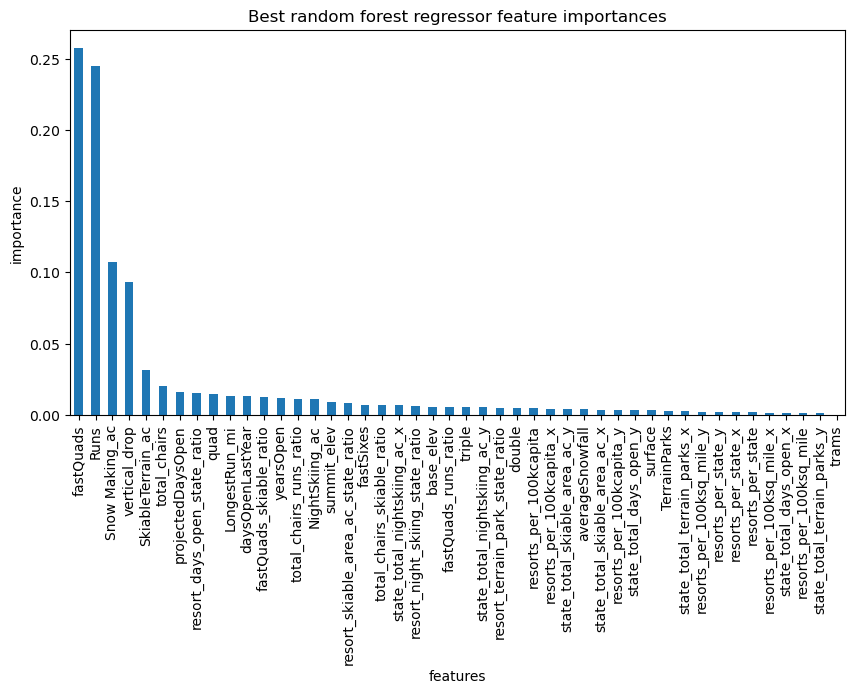 Best random forest regressor feature importances
importance
0.25
0.20
0.15
0.10
0.05
0.00
fastQuads
Runs
Snow Making_ac
vertical_drop
SkiableTerrain_ac
total_chairs
projectedDaysOpen
resort_days_open_state_ratio
quad
LongestRun_mi
daysOpenLastYear
fastQuads_skiable_ratio
yearsOpen
total_chairs_runs_ratio
NightSkiing_ac
summit_elev
resort_skiable_area_ac_state_ratio
fastSixes
total_chairs_skiable_ratio
state_total_nightskiing_ac_x
resort_night_skiing_state_ratio
base_elev
fastQuads_runs_ratio
triple
state_total_nightskiing_ac_y
resort_terrain_park_state_ratio
double
resorts_per_100kcapita
resorts_per_100kcapita_x
state_total_skiable_area_ac_y
averageSnowfall
state_total_skiable_area_ac_x
resorts_per_100kcapita_y
state_total_days_open_y
surface
TerrainParks
state_total_terrain_parks_x
resorts_per_100ksq_mile_y
resorts_per_state_y
resorts_per_state_x
resorts_per_state
resorts_per_100ksq_mile_x
state_total_days_open_x
resorts_per_100ksq_mile
state_total_terrain_parks_y
trams
features